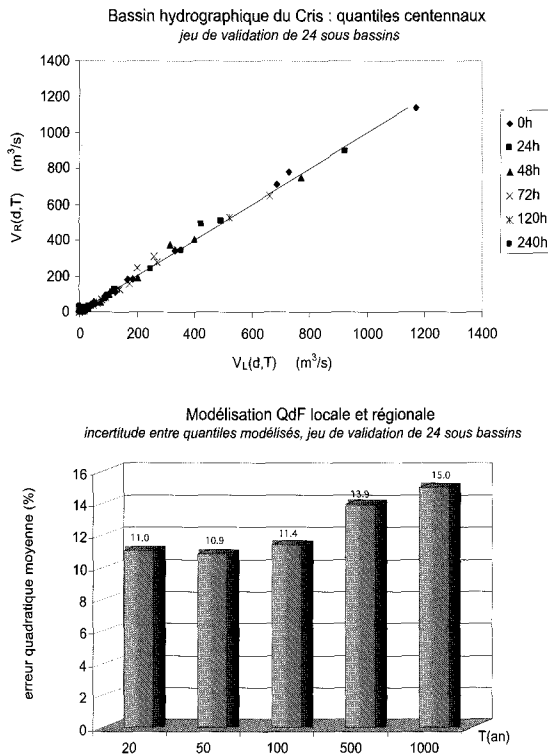 Bassin hydrographique du Cris : quantiles centennaux
jeu de validation de 24 sous bassins
1400
1200
1000
800
600
400
200
0
V_R(d,T) (m³/s)
0 200 400 600 800 1000 1200 1400
V_L(d,T) (m³/s)
0h
24h
48h
72h
120h
240h
Modélisation QdF locale et régionale
incertitude entre quantiles modélisés, jeu de validation de 24 sous bassins
erreur quadratique moyenne (%)
16
14
12
10
8
6
4
2
0
11.0
10.9
11.4
13.9
15.0
20 50 100 500 1000
T(an)